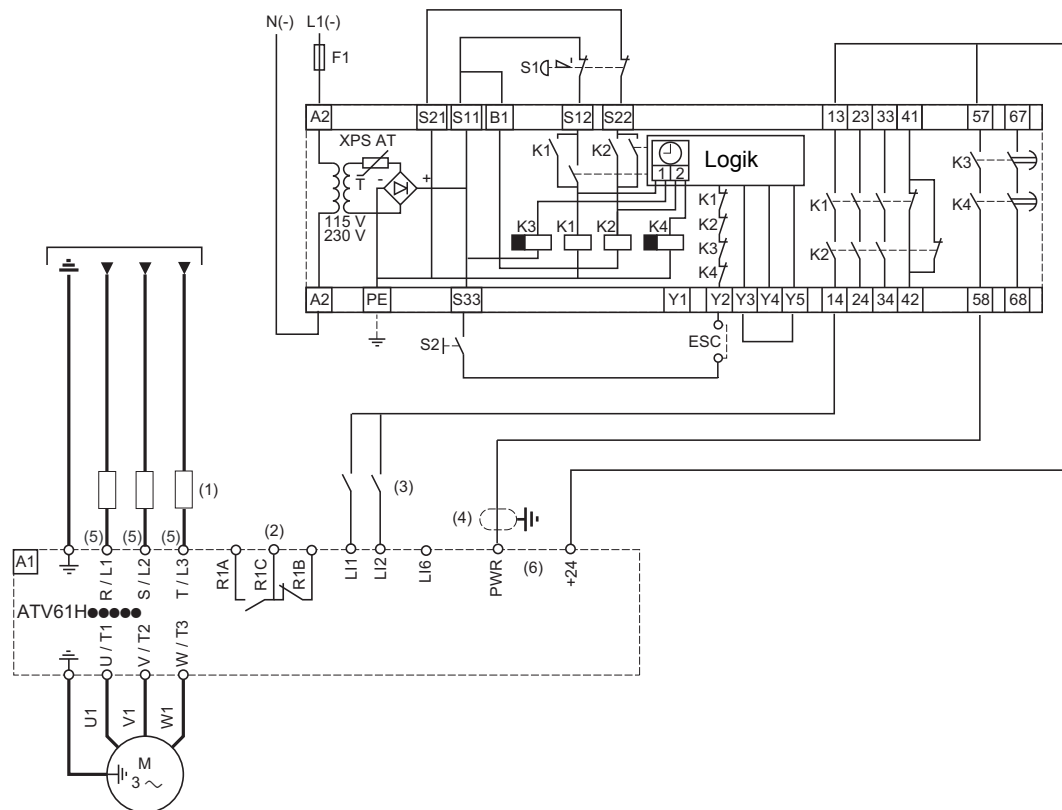 N(-) L1(-)
F1
S1
A2 S21 S11 B1 S12 S22 13 23 33 41 57 67
XPS AT
T - +
115 V
230 V
K1 K2
1 2
Logik
K3 K1 K2 K4
K1
K2
K3
K4
K1
K2
K3
K4
A2 PE S33 Y1 Y2 Y3 Y4 Y5 14 24 34 42 58 68
S2
ESC
(1)
(3)
(4)
(5) (5) (5)
(2)
(6)
A1
R / L1 S / L2 T / L3
R1A R1C R1B
LI1 LI2 LI6
PWR +24
ATV61H●●●●●
U / T1 V / T2 W / T3
U1 V1 W1
M
3 ~